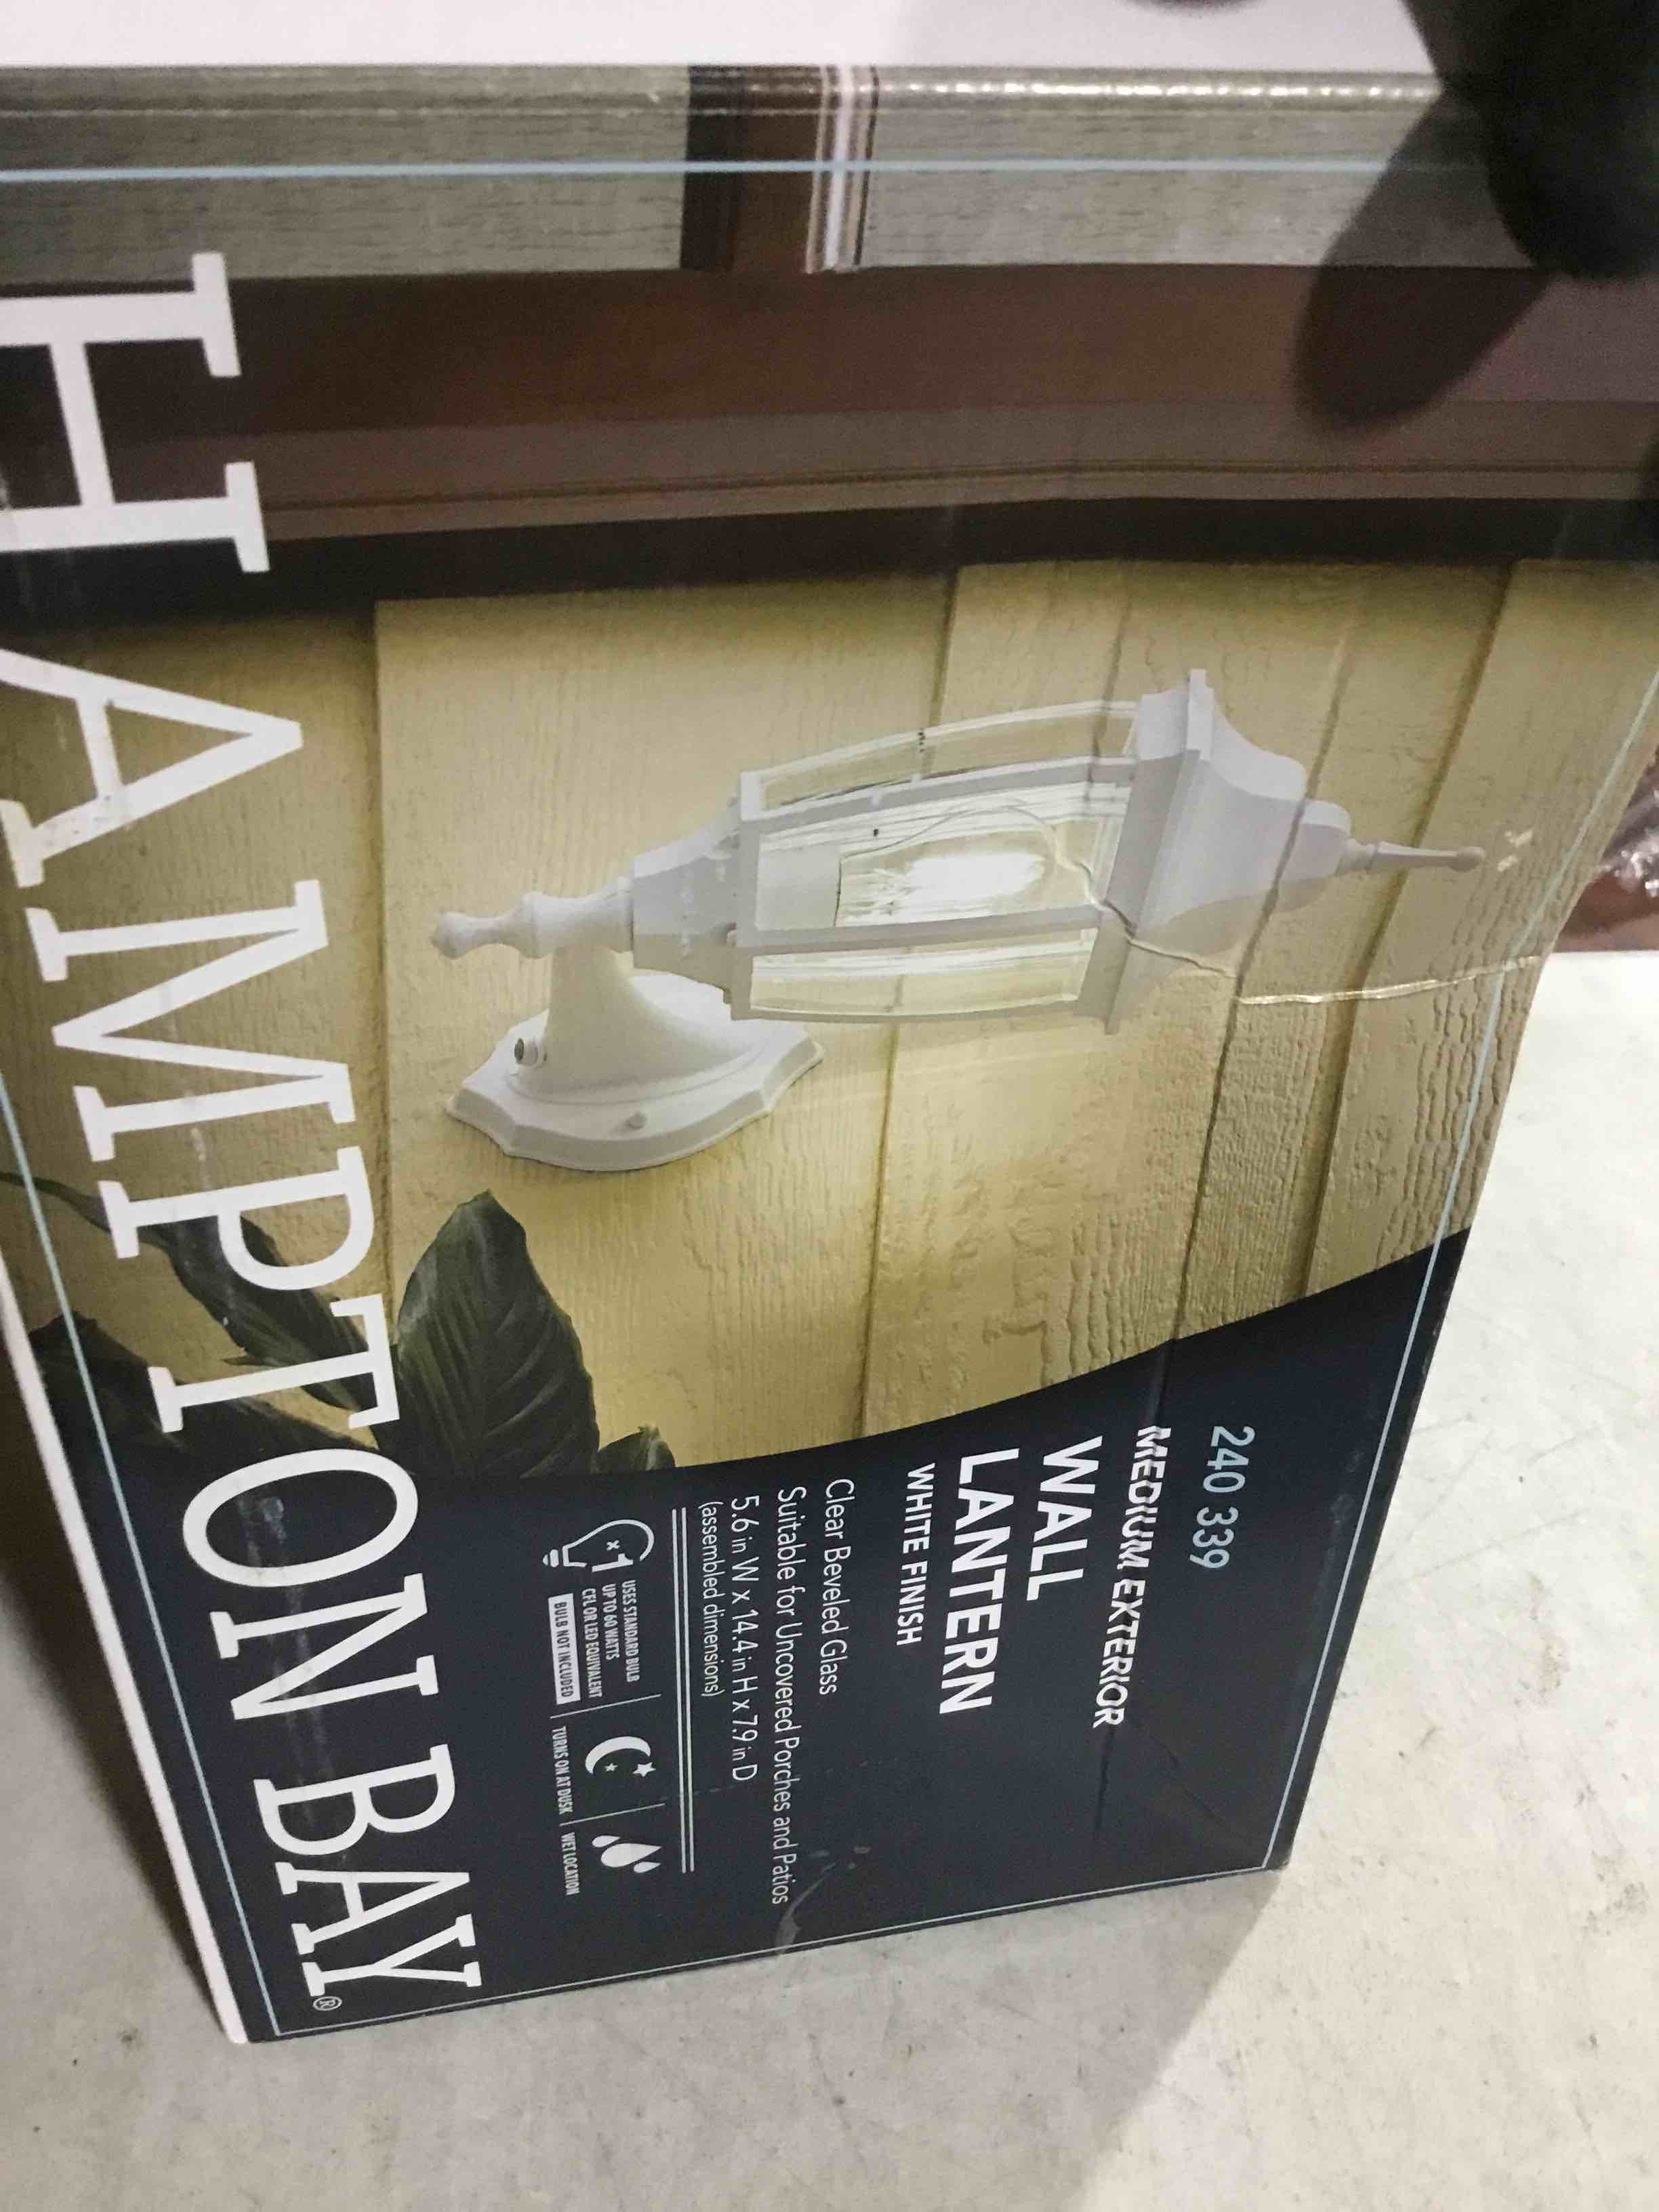 240 339
MEDIUM EXTERIOR
WALL
LANTERN
WHITE FINISH
Clear Beveled Glass
Suitable for Uncovered Porches and Patios
5.6 in W x 14.4 in H x 7.9 in D
(assembled dimensions)
x1
USES STANDARD BULB
UP TO 60 WATTS
CFL OR LED EQUIVALENT
BULB NOT INCLUDED
TURNS ON AT DUSK
WET LOCATION
HAMPTON BAY®